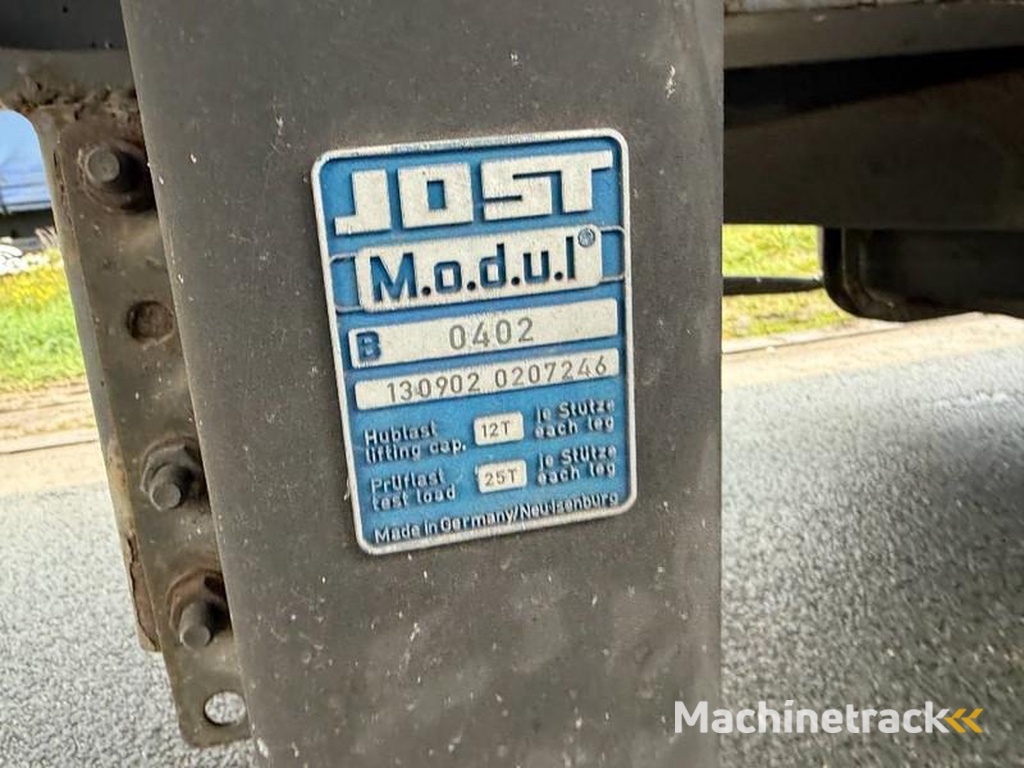 JOST
M.o.d.u.l®
B 0402
130902 0207246
Hublast 12T je Stütze
lifting cap. each leg
Prüflast 25T je Stütze
test load each leg
Made in Germany/Neu-Isenburg
Machinetrack